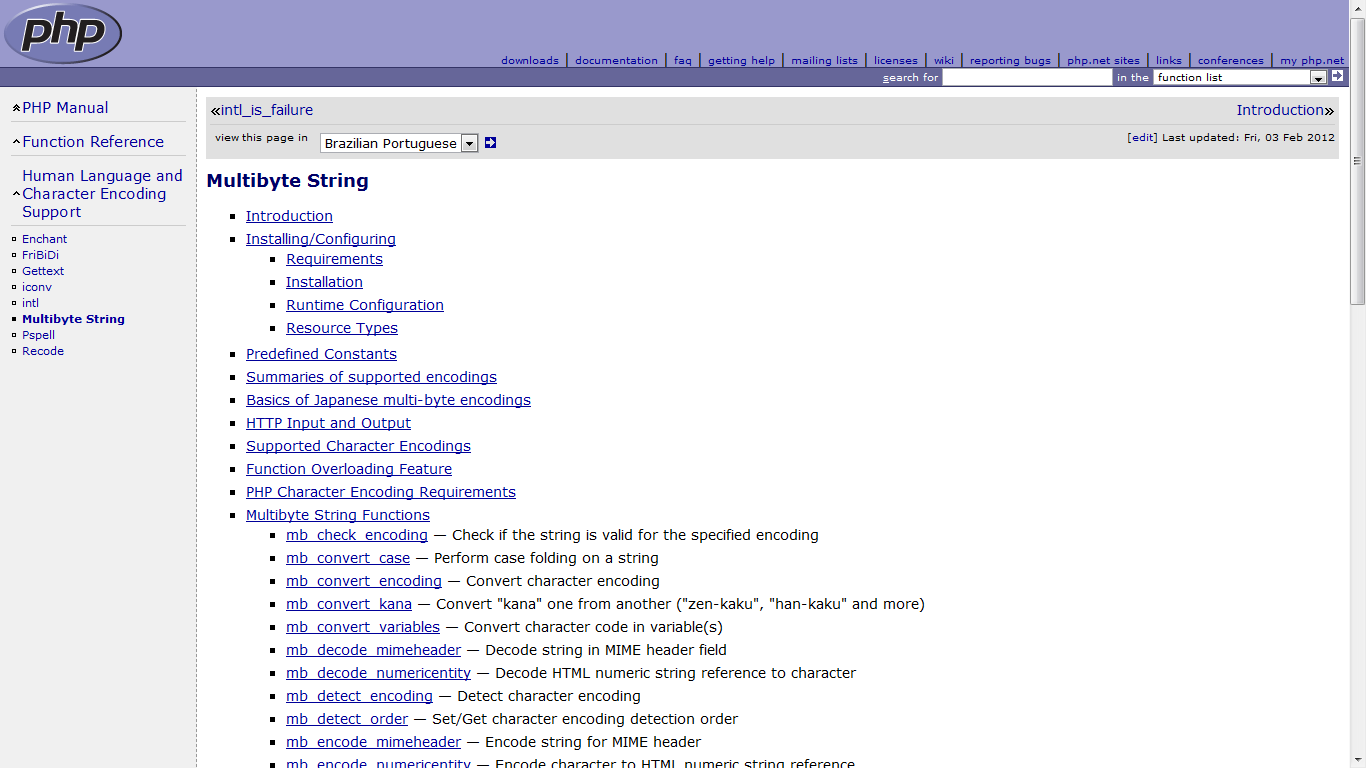 php
downloads documentation faq getting help mailing lists licenses wiki reporting bugs php.net sites links conferences my php.net
search for in the function list
PHP Manual
Function Reference
Human Language and
Character Encoding
Support
Enchant
FriBiDi
Gettext
iconv
intl
Multibyte String
Pspell
Recode
«intl_is_failure Introduction»
view this page in Brazilian Portuguese [edit] Last updated: Fri, 03 Feb 2012
Multibyte String
Introduction
Installing/Configuring
Requirements
Installation
Runtime Configuration
Resource Types
Predefined Constants
Summaries of supported encodings
Basics of Japanese multi-byte encodings
HTTP Input and Output
Supported Character Encodings
Function Overloading Feature
PHP Character Encoding Requirements
Multibyte String Functions
mb_check_encoding — Check if the string is valid for the specified encoding
mb_convert_case — Perform case folding on a string
mb_convert_encoding — Convert character encoding
mb_convert_kana — Convert "kana" one from another ("zen-kaku", "han-kaku" and more)
mb_convert_variables — Convert character code in variable(s)
mb_decode_mimeheader — Decode string in MIME header field
mb_decode_numericentity — Decode HTML numeric string reference to character
mb_detect_encoding — Detect character encoding
mb_detect_order — Set/Get character encoding detection order
mb_encode_mimeheader — Encode string for MIME header
mb_encode_numericentity — Encode character to HTML numeric string reference